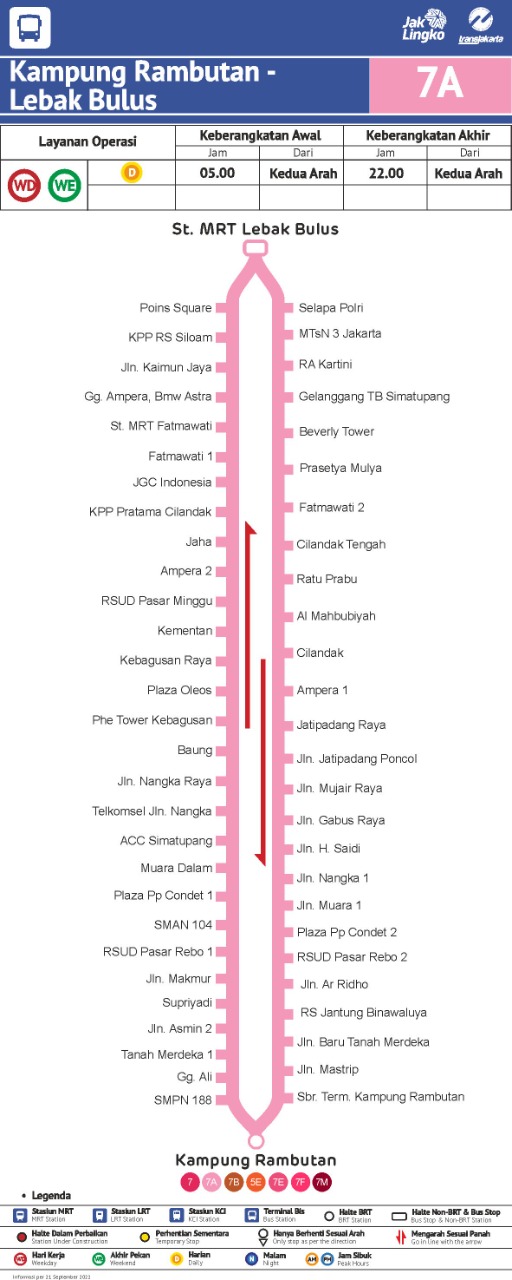 Jak
Lingko
transjakarta
Kampung Rambutan -
Lebak Bulus
7A
Layanan Operasi
Keberangkatan Awal
Keberangkatan Akhir
Jam
Dari
Jam
Dari
WD
WE
D
05.00
Kedua Arah
22.00
Kedua Arah
St. MRT Lebak Bulus
Poins Square
KPP RS Siloam
Jln. Kaimun Jaya
Gg. Ampera, Bmw Astra
St. MRT Fatmawati
Fatmawati 1
JGC Indonesia
KPP Pratama Cilandak
Jaha
Ampera 2
RSUD Pasar Minggu
Kementan
Kebagusan Raya
Plaza Oleos
Phe Tower Kebagusan
Baung
Jln. Nangka Raya
Telkomsel Jln. Nangka
ACC Simatupang
Muara Dalam
Plaza Pp Condet 1
SMAN 104
RSUD Pasar Rebo 1
Jln. Makmur
Supriyadi
Jln. Asmin 2
Tanah Merdeka 1
Gg. Ali
SMPN 188
Selapa Polri
MTsN 3 Jakarta
RA Kartini
Gelanggang TB Simatupang
Beverly Tower
Prasetya Mulya
Fatmawati 2
Cilandak Tengah
Ratu Prabu
Al Mahbubiyah
Cilandak
Ampera 1
Jatipadang Raya
Jln. Jatipadang Poncol
Jln. Mujair Raya
Jln. Gabus Raya
Jln. H. Saidi
Jln. Nangka 1
Jln. Muara 1
Plaza Pp Condet 2
RSUD Pasar Rebo 2
Jln. Ar Ridho
RS Jantung Binawaluya
Jln. Baru Tanah Merdeka
Jln. Mastrip
Sbr. Term. Kampung Rambutan
Kampung Rambutan
7 7A 7B 5E 7E 7F 7M
• Legenda
Stasiun MRT
MRT Station
Stasiun LRT
LRT Station
Stasiun KCI
KCI Station
Terminal Bis
Bus Station
Halte BRT
BRT Station
Halte Non-BRT & Bus Stop
Bus Stop & Non-BRT Station
Halte Dalam Perbaikan
Station Under Construction
Perhentian Sementara
Temporary Stop
Hanya Berhenti Sesuai Arah
Only stop as per the direction
Mengarah Sesuai Panah
Go in line with the arrow
WD
Hari Kerja
Weekday
WE
Akhir Pekan
Weekend
D
Harian
Daily
N
Malam
Night
AM
PM
Jam Sibuk
Peak Hours
Informasi per 21 September 2021